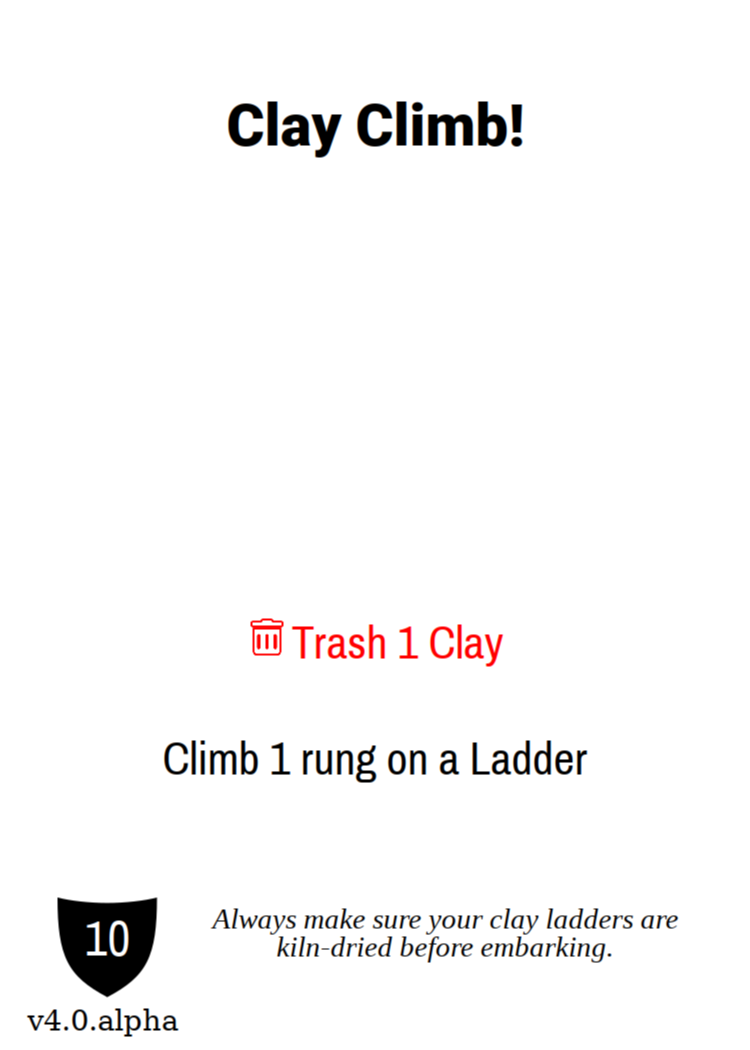 Clay Climb!
Trash 1 Clay
Climb 1 rung on a Ladder
10
Always make sure your clay ladders are
kiln-dried before embarking.
v4.0.alpha